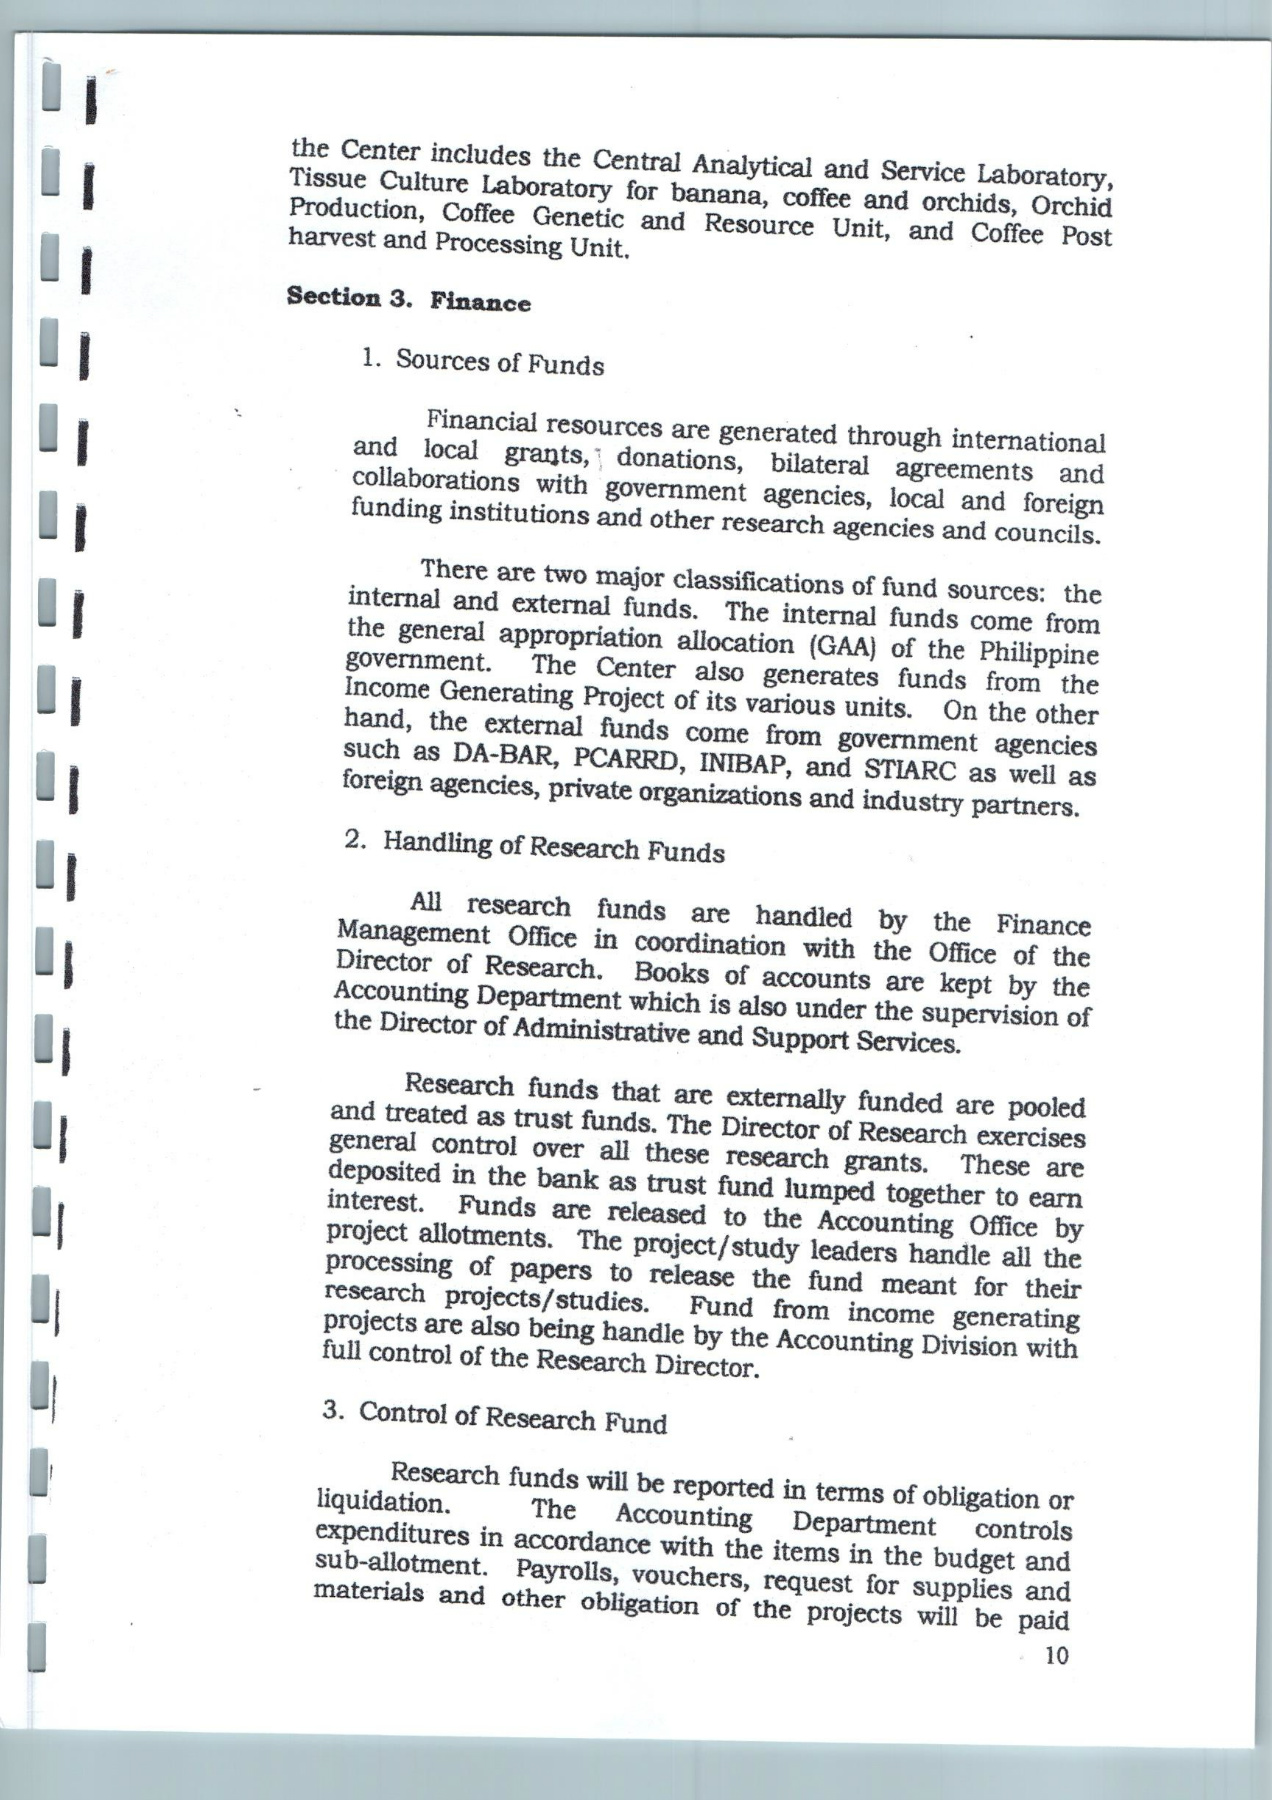 the Center includes the Central Analytical and Service Laboratory,
Tissue Culture Laboratory for banana, coffee and orchids, Orchid
Production, Coffee Genetic and Resource Unit, and Coffee Post
harvest and Processing Unit.
Section 3. Finance
1. Sources of Funds
Financial resources are generated through international
and local grants, donations, bilateral agreements and
collaborations with government agencies, local and foreign
funding institutions and other research agencies and councils.
There are two major classifications of fund sources: the
internal and external funds. The internal funds come from
the general appropriation allocation (GAA) of the Philippine
government. The Center also generates funds from the
Income Generating Project of its various units. On the other
hand, the external funds come from government agencies
such as DA-BAR, PCARRD, INIBAP, and STIARC as well as
foreign agencies, private organizations and industry partners.
2. Handling of Research Funds
All research funds are handled by the Finance
Management Office in coordination with the Office of the
Director of Research. Books of accounts are kept by the
Accounting Department which is also under the supervision of
the Director of Administrative and Support Services.
Research funds that are externally funded are pooled
and treated as trust funds. The Director of Research exercises
general control over all these research grants. These are
deposited in the bank as trust fund lumped together to earn
interest. Funds are released to the Accounting Office by
project allotments. The project/study leaders handle all the
processing of papers to release the fund meant for their
research projects/studies. Fund from income generating
projects are also being handle by the Accounting Division with
full control of the Research Director.
3. Control of Research Fund
Research funds will be reported in terms of obligation or
liquidation. The Accounting Department controls
expenditures in accordance with the items in the budget and
sub-allotment. Payrolls, vouchers, request for supplies and
materials and other obligation of the projects will be paid
10